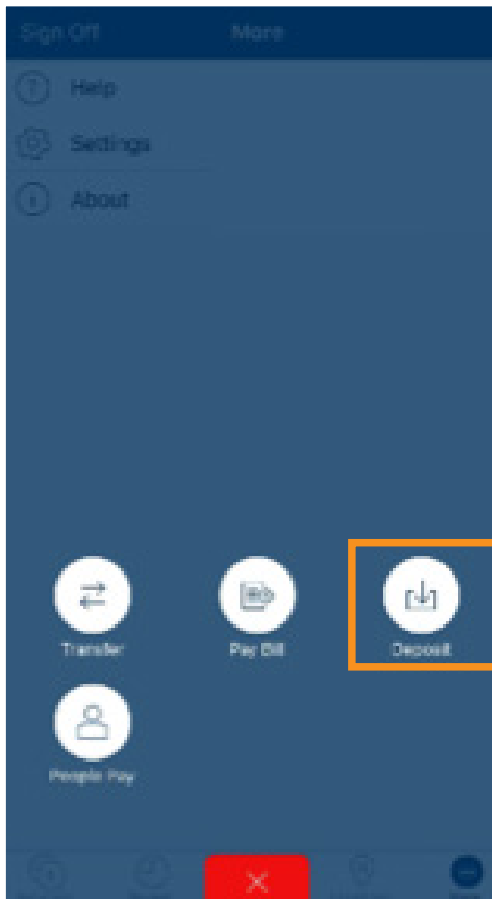 Sign Off More
Help
Settings
About
Transfer Pay Bill Deposit
People Pay